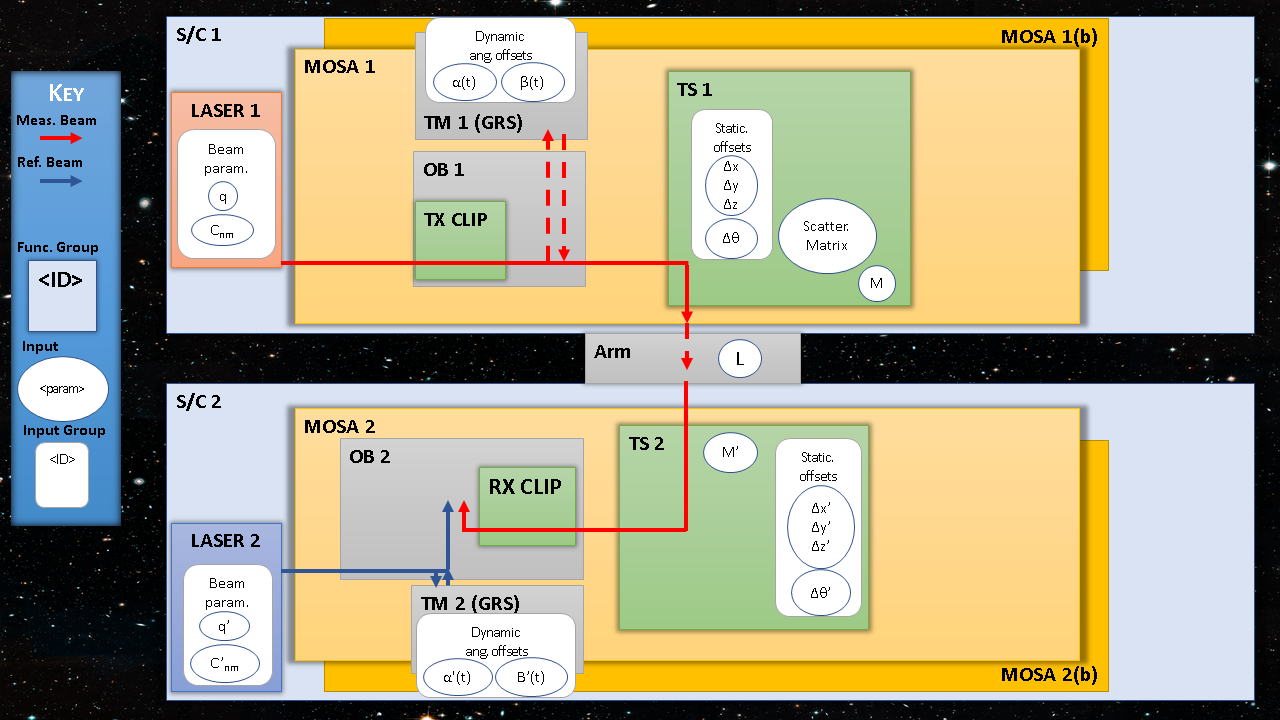 KEY
Meas. Beam
Ref. Beam
Func. Group
<ID>
Input
<param>
Input Group
<ID>
S/C 1
MOSA 1(b)
MOSA 1
LASER 1
Beam
param.
q
Cnm
Dynamic
ang. offsets
α(t)
β(t)
TM 1 (GRS)
OB 1
TX CLIP
TS 1
Static.
offsets
Δx
Δy
Δz
Δθ
Scatter.
Matrix
M
Arm
L
S/C 2
MOSA 2
OB 2
RX CLIP
TS 2
M’
Static.
offsets
Δx’
Δy’
Δz’
Δθ’
LASER 2
Beam
param.
q’
C’nm
TM 2 (GRS)
Dynamic
ang. offsets
α’(t)
B’(t)
MOSA 2(b)